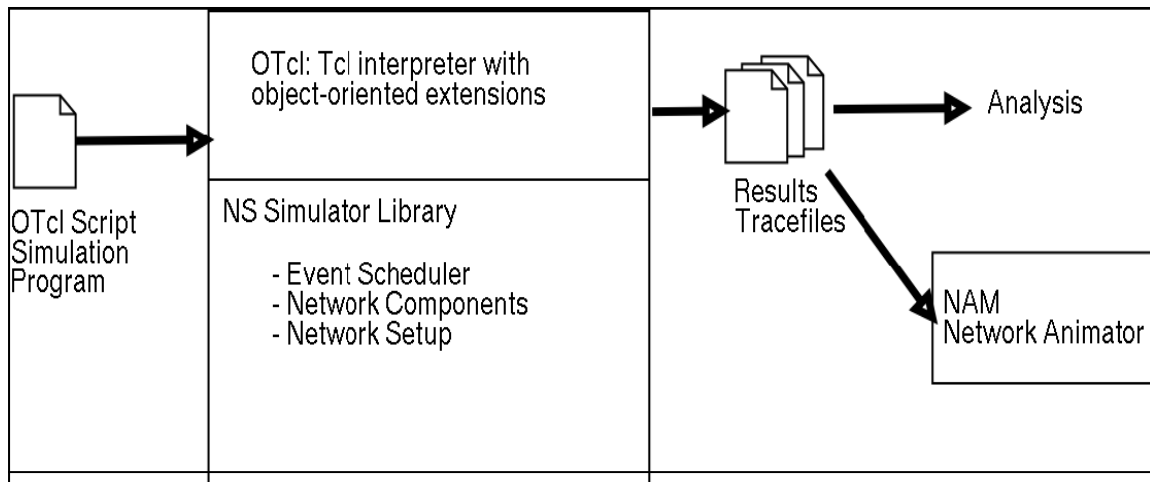 OTcl Script
Simulation
Program
OTcl: Tcl interpreter with
object-oriented extensions
NS Simulator Library
- Event Scheduler
- Network Components
- Network Setup
Results
Tracefiles
Analysis
NAM
Network Animator